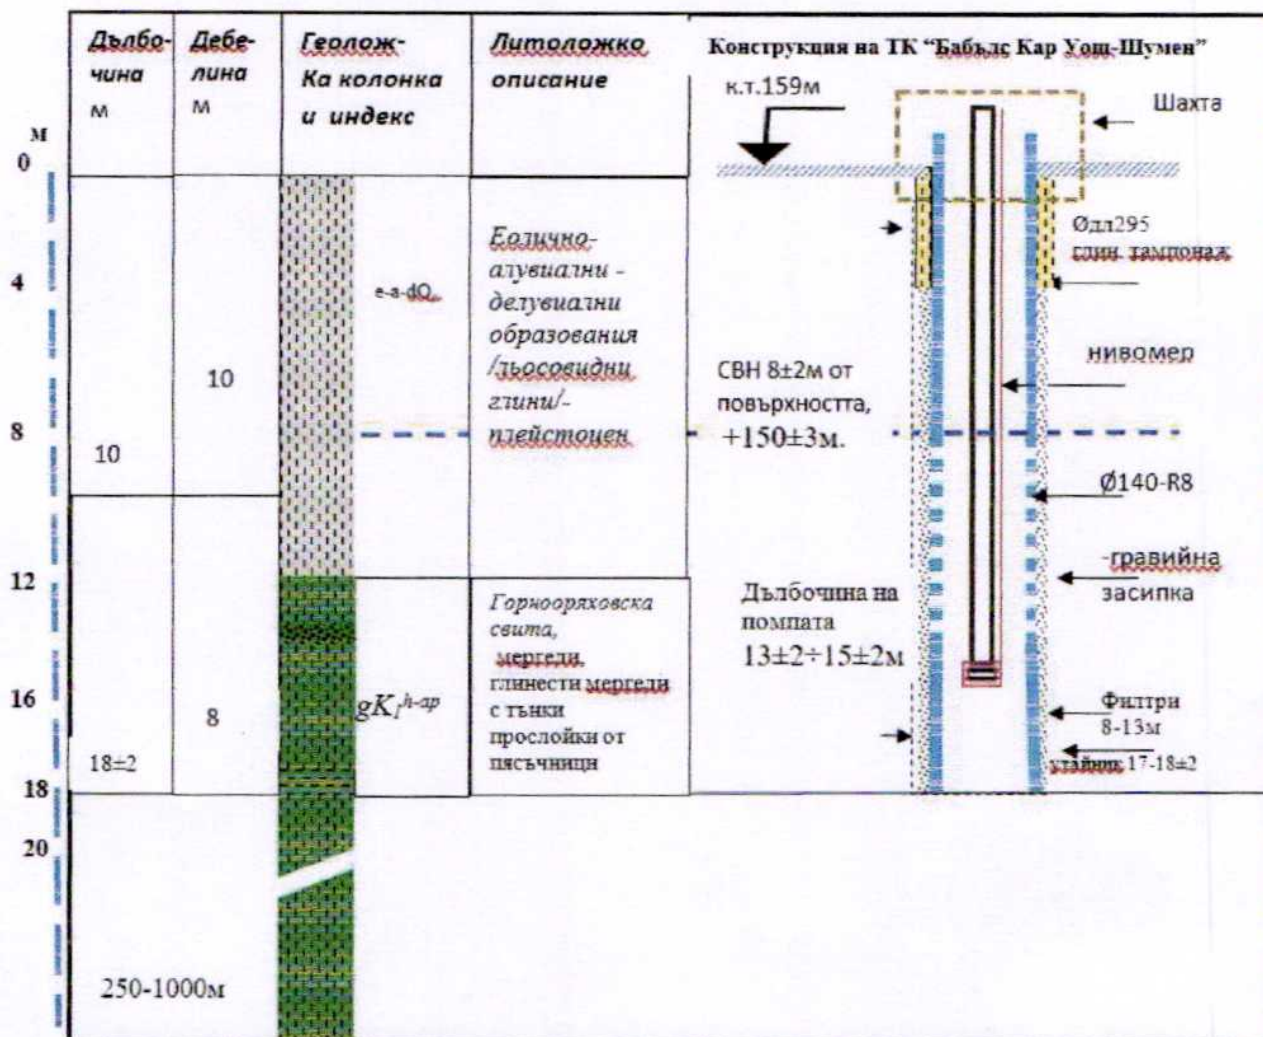 Дълбо-
чина
м
Дебе-
лина
м
Геолож-
Ка колонка
и индекс
Литоложко
описание
Конструкция на ТК “Бабълс Кар Уош-Шумен”
к.т.159м
Шахта
м
0
4
8
12
16
18
20
10
18±2
10
8
250-1000м
e-a-dQ
gK₁ʰ⁻ᵃᵖ
Еолично-
алувиални -
делувиални
образования
/льосовидни
глини/-
плейстоцен
Горнооряховска
свита,
мергели,
глинести мергели
с тънки
прослойки от
пясъчници
СВН 8±2м от
повърхността,
+150±3м.
Дълбочина на
помпата
13±2÷15±2м
Øдл295
глин. тампонаж
нивомер
Ø140-R8
-гравийна
засипка
Филтри
8-13м
утайник 17-18±2